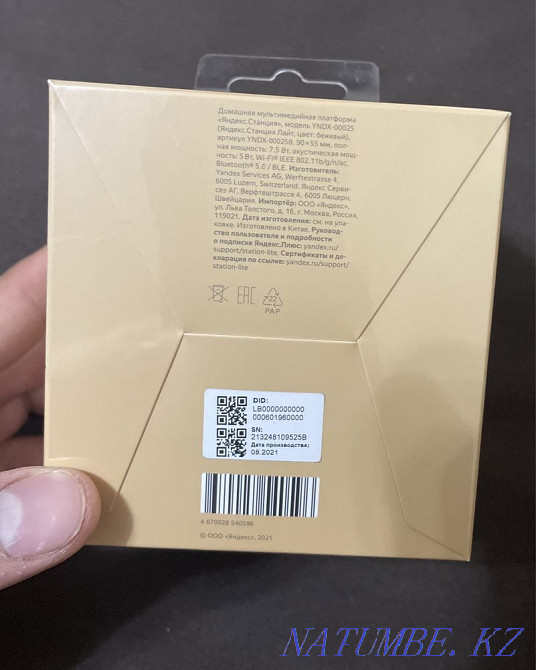 Домашняя мультимедийная платформа
«Яндекс.Станция», модель YNDX-00025
(Яндекс.Станция Лайт, цвет: бежевый),
артикул YNDX-00025B. 90×55 мм, пол-
ная мощность: 7,5 Вт, акустическая мощ-
ность: 5 Вт, Wi-Fi® IEEE 802.11b/g/n/ac,
Bluetooth® 5.0 / BLE. Изготовитель:
Yandex Services AG, Werftestrasse 4,
6005 Luzern, Switzerland. Яндекс Серви-
сез АГ, Верфтештрассе 4, 6005 Люцерн,
Швейцария. Импортёр: ООО «Яндекс»,
ул. Льва Толстого, д. 16, г. Москва, Россия,
119021. Дата изготовления: см. на упа-
ковке. Изготовлено в Китае. Руковод-
ство пользователя и подробности
о подписке Яндекс.Плюс: yandex.ru/
support/station-lite. Сертификаты и де-
кларация по ссылке: yandex.ru/support/
station-lite
EAC
22
PAP
DID:
LB0000000000
000601960000
SN:
213248109525B
Дата производства:
08.2021
4 670028 540596
© ООО «Яндекс», 2021
NATUMBE. KZ